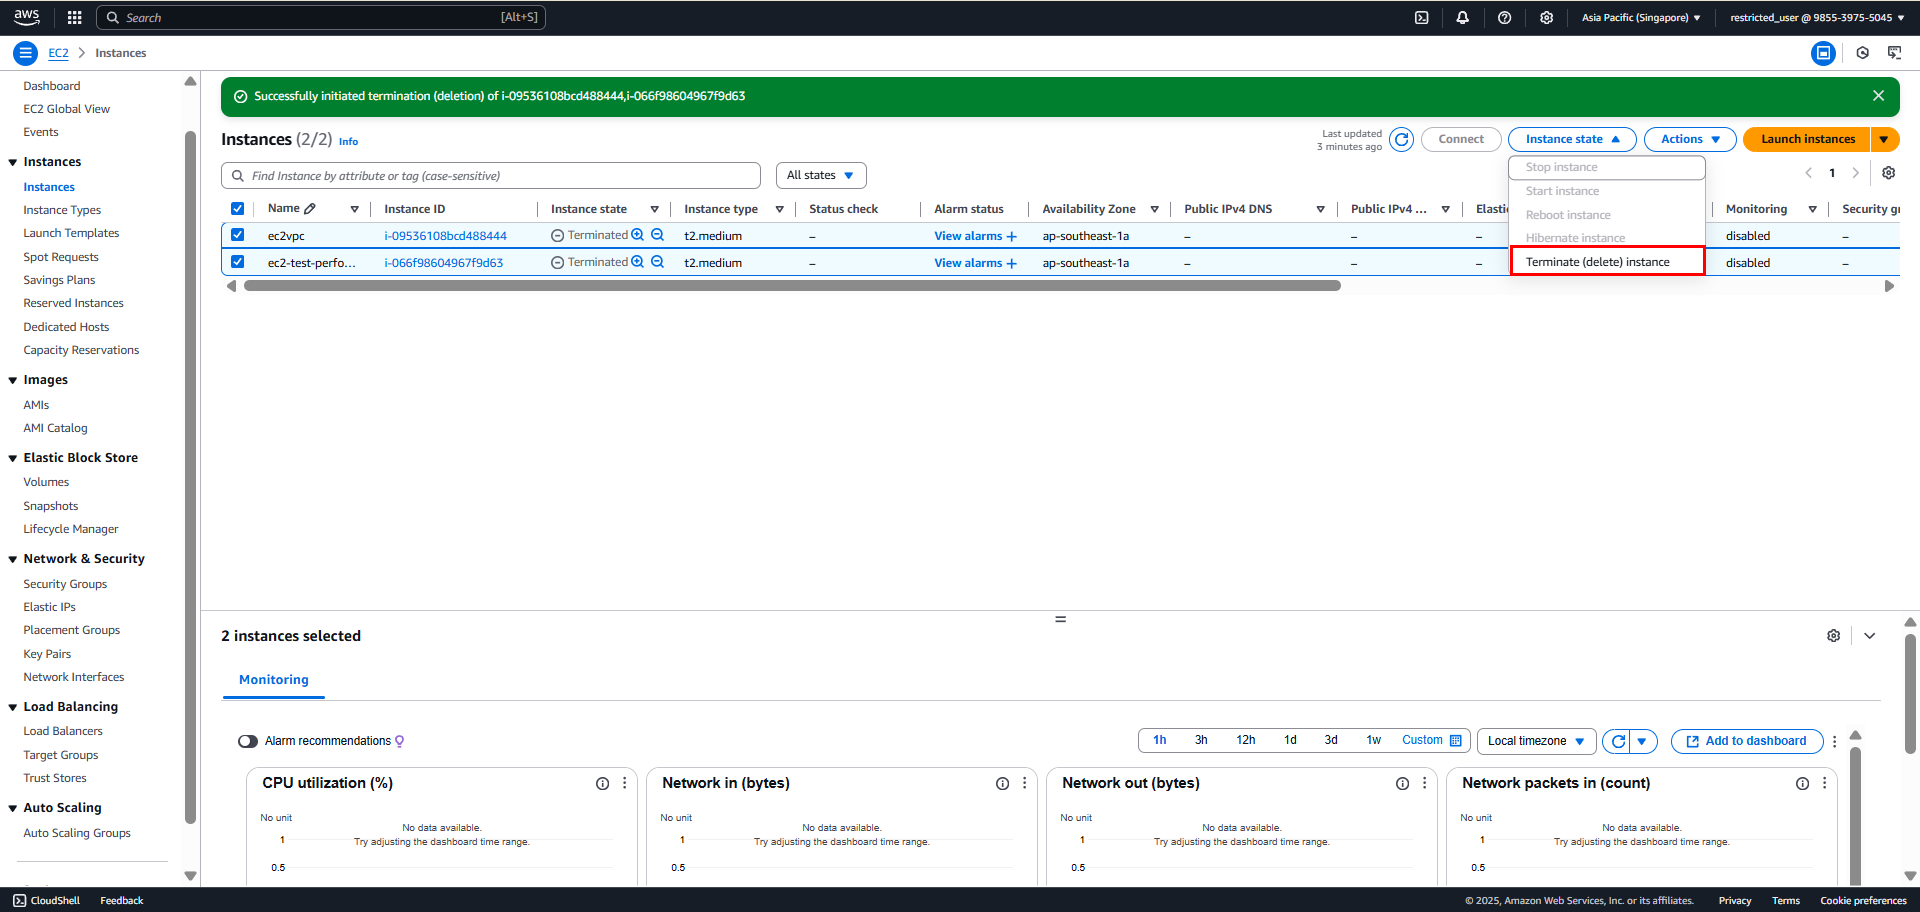 aws
Search [Alt+S]
Asia Pacific (Singapore)
restricted_user @ 9855-3975-5045
EC2 Instances
Dashboard
EC2 Global View
Events
Instances
Instances
Instance Types
Launch Templates
Spot Requests
Savings Plans
Reserved Instances
Dedicated Hosts
Capacity Reservations
Images
AMIs
AMI Catalog
Elastic Block Store
Volumes
Snapshots
Lifecycle Manager
Network & Security
Security Groups
Elastic IPs
Placement Groups
Key Pairs
Network Interfaces
Load Balancing
Load Balancers
Target Groups
Trust Stores
Auto Scaling
Auto Scaling Groups
Successfully initiated termination (deletion) of i-09536108bcd488444,i-066f98604967f9d63
Instances (2/2) Info
Last updated
3 minutes ago
Connect
Instance state
Actions
Launch instances
Find Instance by attribute or tag (case-sensitive)
All states
1
Stop instance
Start instance
Reboot instance
Hibernate instance
Terminate (delete) instance
Name Instance ID Instance state Instance type Status check Alarm status Availability Zone Public IPv4 DNS Public IPv4 ... Elasti Monitoring Security gr
ec2vpc i-09536108bcd488444 Terminated t2.medium – View alarms + ap-southeast-1a – – – disabled –
ec2-test-perfo... i-066f98604967f9d63 Terminated t2.medium – View alarms + ap-southeast-1a – – – disabled –
2 instances selected
Monitoring
Alarm recommendations
1h 3h 12h 1d 3d 1w Custom
Local timezone
Add to dashboard
CPU utilization (%)
No unit
No data available.
1
Try adjusting the dashboard time range.
0.5
Network in (bytes)
No unit
No data available.
1
Try adjusting the dashboard time range.
0.5
Network out (bytes)
No unit
No data available.
1
Try adjusting the dashboard time range.
0.5
Network packets in (count)
No unit
No data available.
1
Try adjusting the dashboard time range.
0.5
CloudShell Feedback
© 2025, Amazon Web Services, Inc. or its affiliates. Privacy Terms Cookie preferences